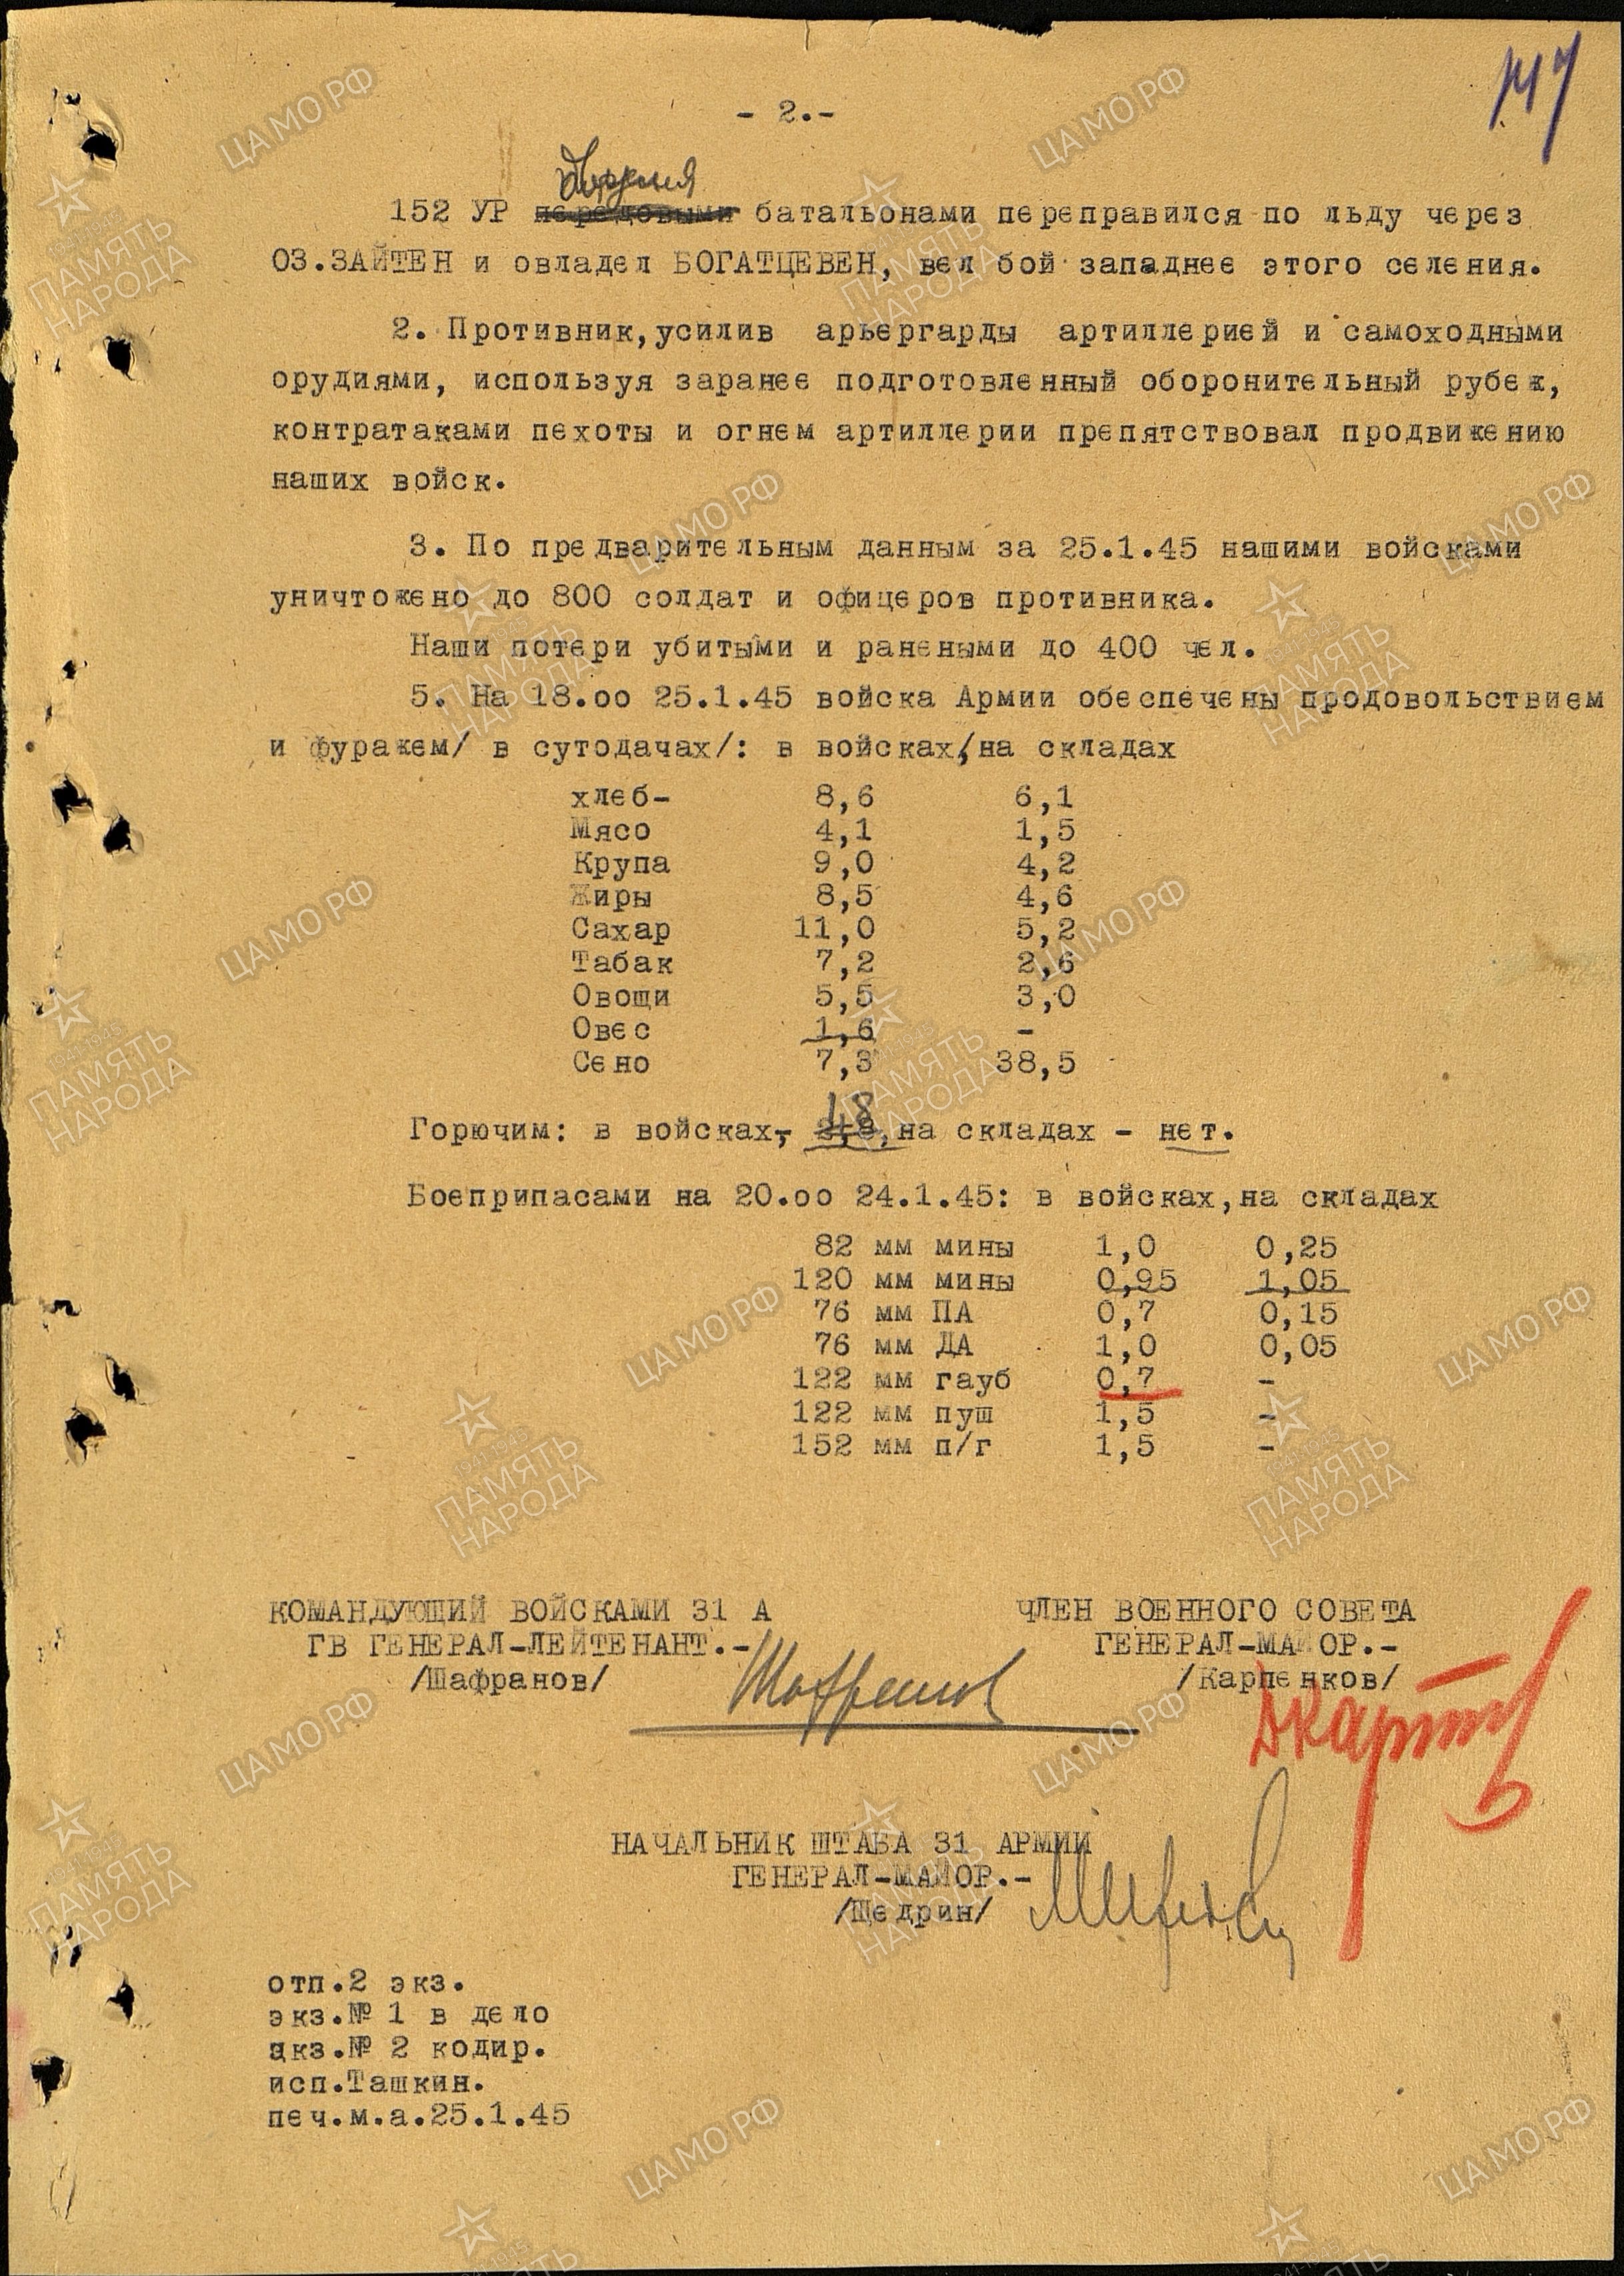 147
- 2.-
двумя
152 УР передовыми батальонами переправился по льду через
ОЗ.ЗАЙТЕН и овладел БОГАТЦЕВЕН, вел бой западнее этого селения.
2. Противник,усилив арьергарды артиллерией и самоходными
орудиями, используя заранее подготовленный оборонительный рубеж,
контратаками пехоты и огнем артиллерии препятствовал продвижению
наших войск.
3. По предварительным данным за 25.1.45 нашими войсками
уничтожено до 800 солдат и офицеров противника.
Наши потери убитыми и ранеными до 400 чел.
5. На 18.оо 25.1.45 войска Армии обеспечены продовольствием
и фуражем/ в сутодачах/: в войсках,/на складах
хлеб- 8,6 6,1
Мясо 4,1 1,5
Крупа 9,0 4,2
Жиры 8,5 4,6
Сахар 11,0 5,2
Табак 7,2 2,6
Овощи 5,5 3,0
Овес 1,6 -
Сено 7,3 38,5
1,8
Горючим: в войсках, на складах - нет.
Боеприпасами на 20.оо 24.1.45: в войсках,на складах
82 мм мины 1,0 0,25
120 мм мины 0,95 1,05
76 мм ПА 0,7 0,15
76 мм ДА 1,0 0,05
122 мм гауб 0,7 -
122 мм пуш 1,5 -
152 мм п/г 1,5 -
КОМАНДУЮЩИЙ ВОЙСКАМИ 31 А ЧЛЕН ВОЕННОГО СОВЕТА
ГВ ГЕНЕРАЛ-ЛЕЙТЕНАНТ.- ГЕНЕРАЛ-МАЙОР.-
/Шафранов/ /Карпенков/
Шафранов
НАЧАЛЬНИК ШТАБА 31 АРМИИ
ГЕНЕРАЛ-МАЙОР.-
/Щедрин/
отп.2 экз.
экз.№ 1 в дело
экз.№ 2 кодир.
исп.Ташкин.
печ.м.а.25.1.45
ЦАМО РФ
ПАМЯТЬ НАРОДА
1941-1945